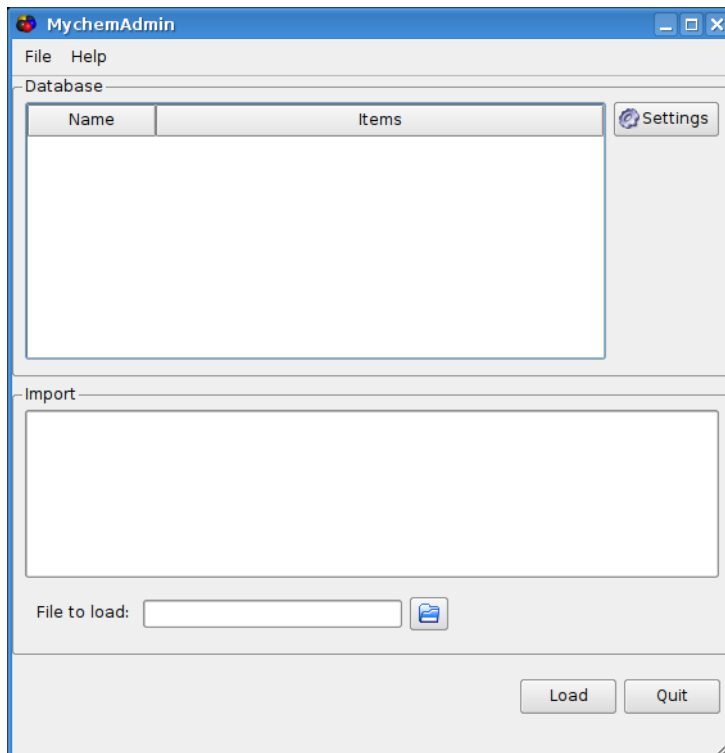 MychemAdmin
File Help
Database
Name Items
Settings
Import
File to load:
Load Quit